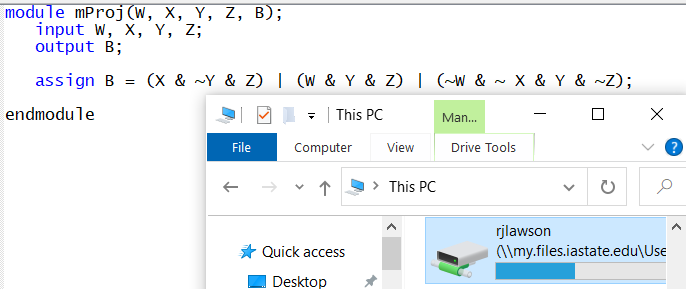 module mProj(W, X, Y, Z, B);
input W, X, Y, Z;
output B;
assign B = (X & ~Y & Z) | (W & Y & Z) | (~W & ~ X & Y & ~Z);
endmodule
This PC
Man...
File
Computer
View
Drive Tools
This PC
Quick access
Desktop
rjlawson
(\\my.files.iastate.edu\Use